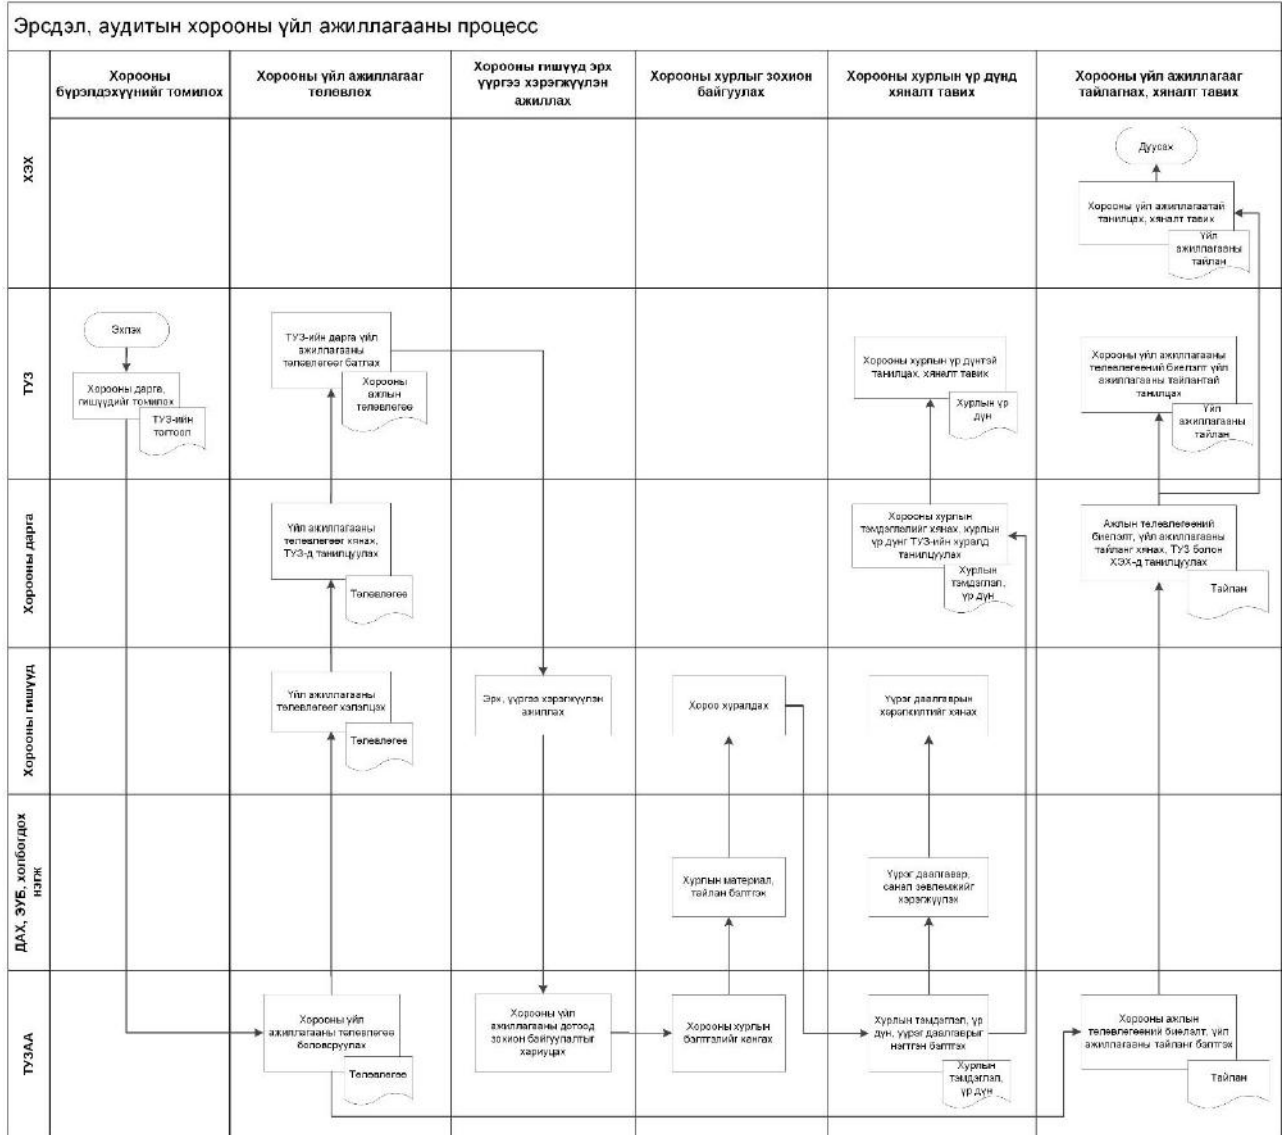 Эрсдэл, аудитын хорооны үйл ажиллагааны процесс
Хорооны
бүрэлдэхүүнийг томилох
Хорооны үйл ажиллагааг
төлөвлөх
Хорооны гишүүд эрх
үүргээ хэрэгжүүлэн
ажиллах
Хорооны хурлыг зохион
байгуулах
Хорооны хурлын үр дүнд
хяналт тавих
Хорооны үйл ажиллагааг
тайлагнах, хяналт тавих
ХЭХ
Дуусах
Хорооны үйл ажиллагаатай
танилцах, хяналт тавих
Үйл
ажиллагааны
тайлан
ТУЗ
Эхлэх
Хорооны дарга,
гишүүдийг томилох
ТУЗ-ийн
тогтоол
ТУЗ-ийн дарга үйл
ажиллагааны
төлөвлөгөөг батлах
Хорооны
ажлын
төлөвлөгөө
Хорооны хурлын үр дүнтэй
танилцах, хяналт тавих
Хурлын үр
дүн
Хорооны үйл ажиллагааны
төлөвлөгөөний биелэлт үйл
ажиллагааны тайлантай
танилцах
Үйл
ажиллагааны
тайлан
Хорооны дарга
Үйл ажиллагааны
төлөвлөгөөг хянах,
ТУЗ-д танилцуулах
Төлөвлөгөө
Хорооны хурлын
тэмдэглэлийг хянах, хурлын
үр дүнг ТУЗ-ийн хуралд
танилцуулах
Хурлын
тэмдэглэл,
үр дүн
Ажлын төлөвлөгөөний
биелэлт, үйл ажиллагааны
тайланг хянах, ТУЗ болон
ХЭХ-д танилцуулах
Тайлан
Хорооны гишүүд
Үйл ажиллагааны
төлөвлөгөөг хэлэлцэх
Төлөвлөгөө
Эрх, үүргээ хэрэгжүүлэн
ажиллах
Хороо хуралдах
Үүрэг даалгаврын
хэрэгжилтийг хянах
ДАХ, ЭУБ, холбогдох
нэгж
Хурлын материал,
тайлан бэлтгэх
Үүрэг даалгавар,
санал зөвлөмжийг
хэрэгжүүлэх
ТУЗАА
Хорооны үйл
ажиллагааны төлөвлөгөө
боловсруулах
Төлөвлөгөө
Хорооны үйл
ажиллагааны дотоод
зохион байгуулалтыг
хариуцах
Хорооны хурлын
бэлтгэлийг хангах
Хурлын тэмдэглэл, үр
дүн, үүрэг даалгаврыг
нэгтгэн бэлтгэх
Хурлын
тэмдэглэл,
үр дүн
Хорооны ажлын
төлөвлөгөөний биелэлт, үйл
ажиллагааны тайланг бэлтгэх
Тайлан